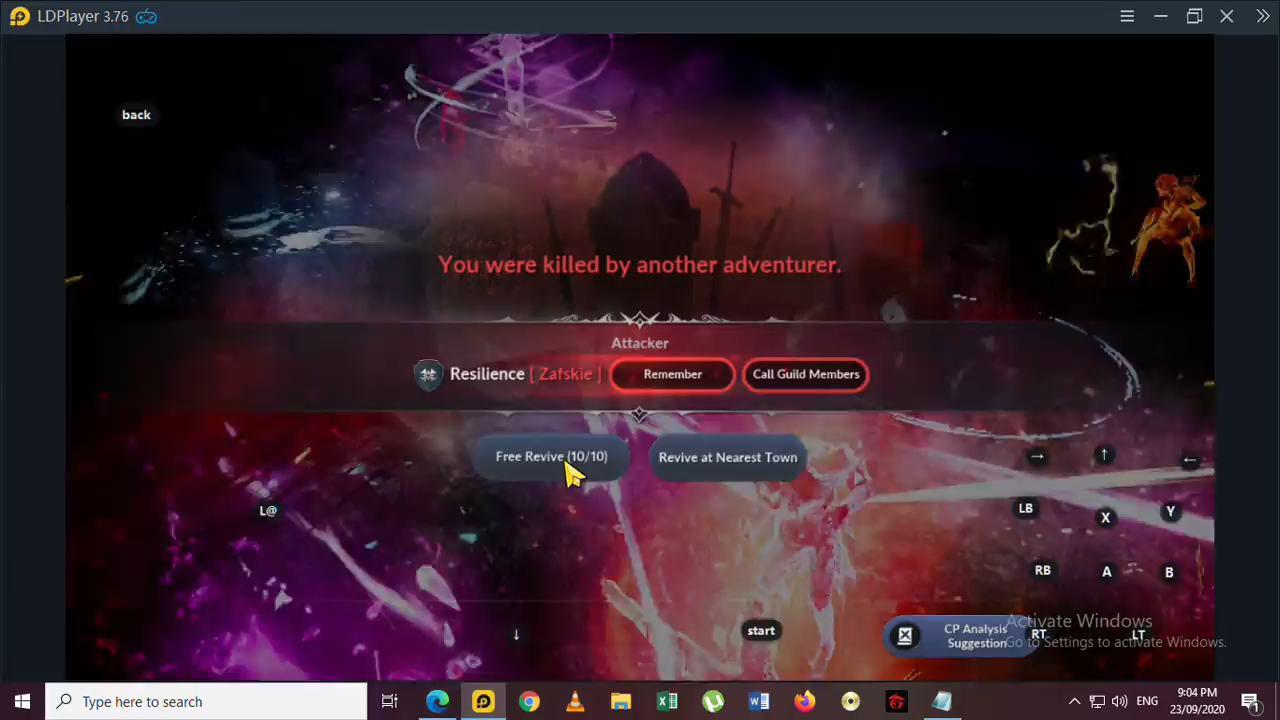 LDPlayer 3.76
back
You were killed by another adventurer.
Attacker
Resilience [ Zafskie ] Remember Call Guild Members
Free Revive (10/10) Revive at Nearest Town
→ ↑ ←
L@ LB X Y
RB A B
↓ start
CP Analysis
Suggestion
RT LT
Activate Windows
Go to Settings to activate Windows.
Type here to search
ENG
9:04 PM
23/09/2020
1